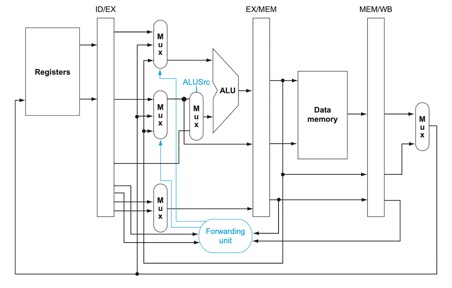 ID/EX
EX/MEM
MEM/WB
M
u
x
Registers
ALUSrc
ALU
M
u
x
M
u
x
Data
memory
M
u
x
M
u
x
Forwarding
unit